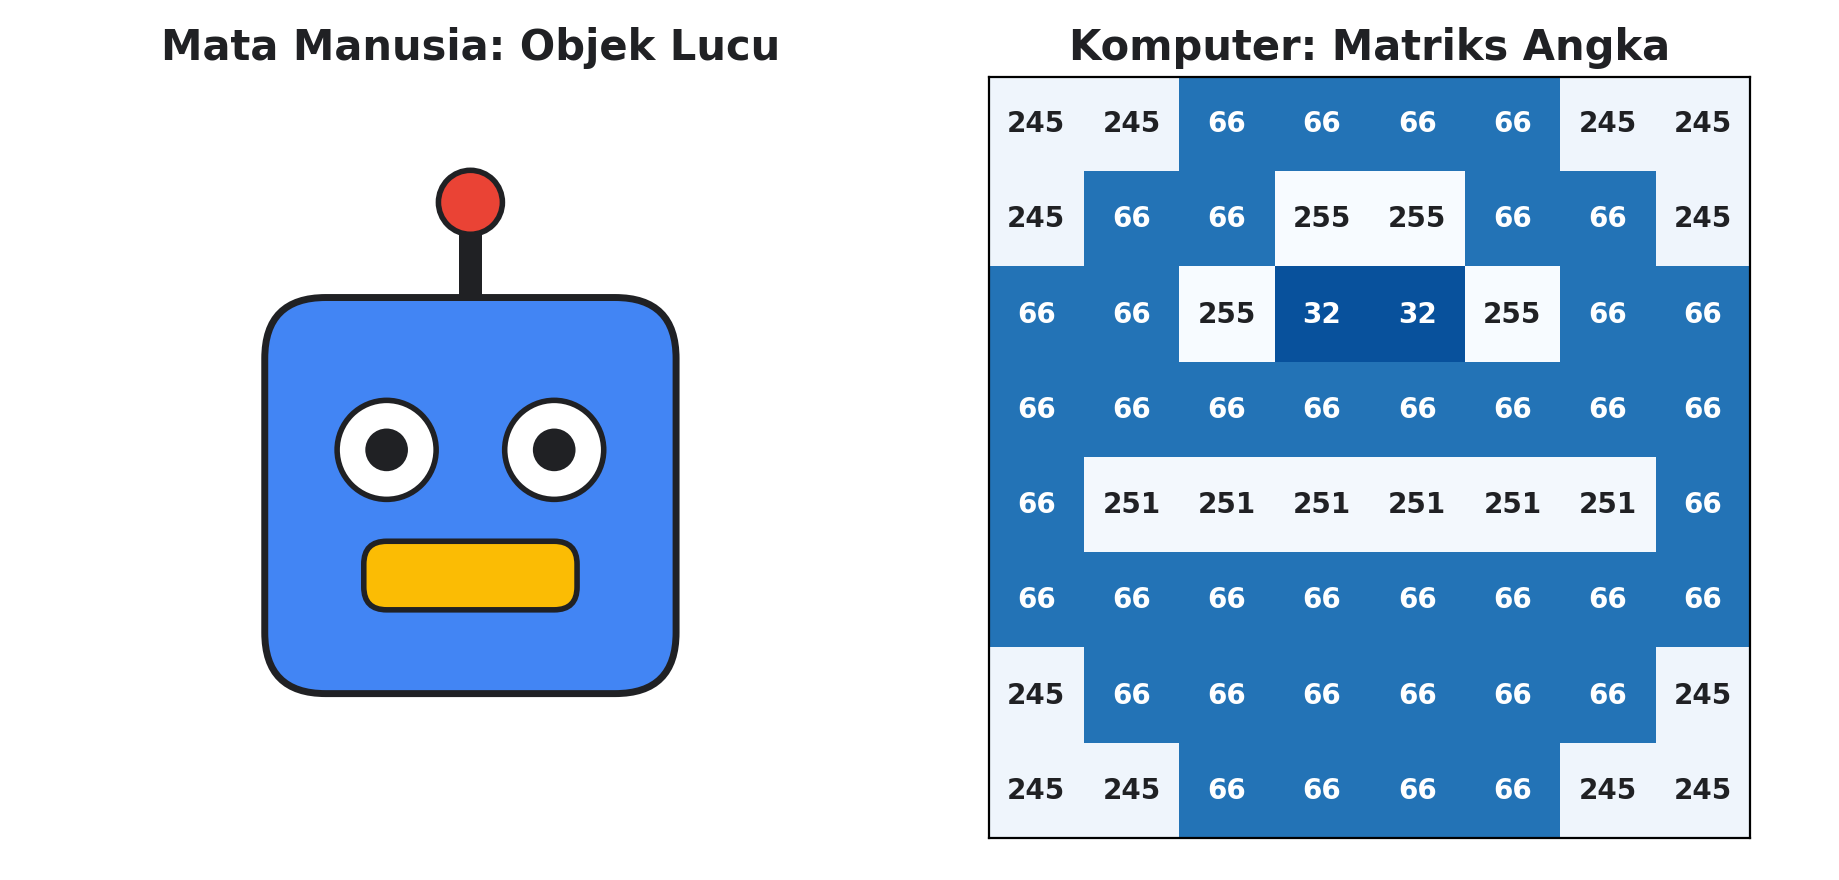 Mata Manusia: Objek Lucu
Komputer: Matriks Angka
245 245 66 66 66 66 245 245
245 66 66 255 255 66 66 245
66 66 255 32 32 255 66 66
66 66 66 66 66 66 66 66
66 251 251 251 251 251 251 66
66 66 66 66 66 66 66 66
245 66 66 66 66 66 66 245
245 245 66 66 66 66 245 245